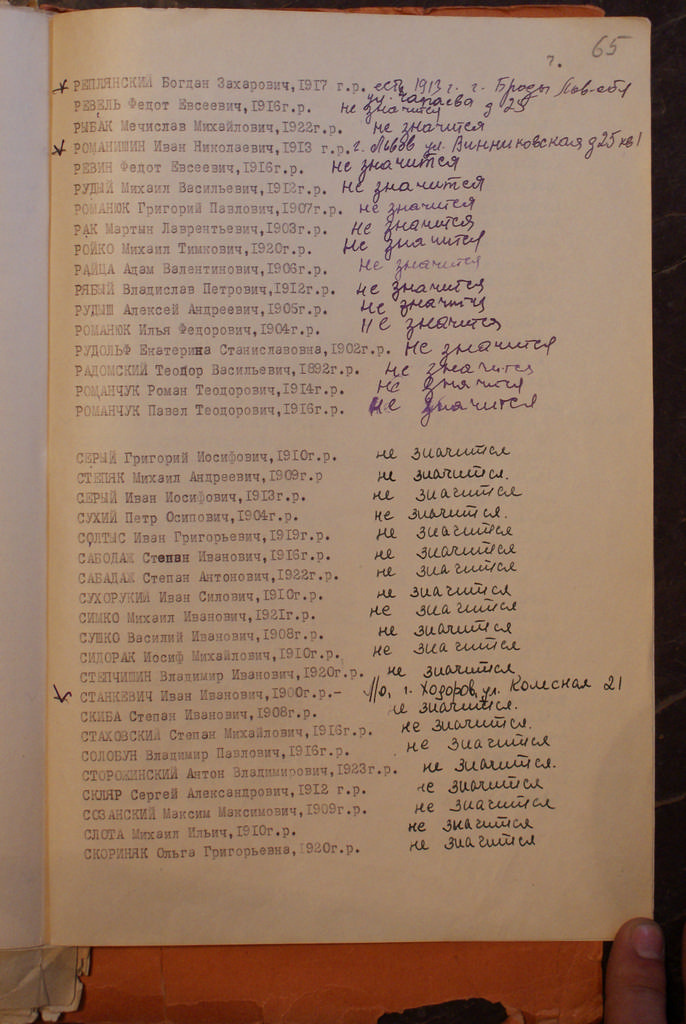 7. 65
РЕПЛЯНСКИЙ Богдан Захарович,1917 г.р. есть 1913 г. г. Броды Льв-обл
ул. Чапаева д 25
РЕВЕЛЬ Федот Евсеевич,1916г.р. не значится
РЫБАК Мечислав Михайлович,1922г.р. не значится
РОМАНИШИН Иван Николаевич,1913 г.р. г. Львов ул. Винниковская д25 кв1
РЕВИН Федот Евсеевич,1916г.р. не значится
РУДЫЙ Михаил Васильевич,1912г.р. не значится
РОМАНЮК Григорий Павлович,1907г.р. не значится
РАК Мартын Лаврентьевич,1903г.р. не значится
РОЙКО Михаил Тимкович,1920г.р. не значится
РАЙЦА Адам Валентинович,1906г.р. не значится
РЯБЫЙ Владислав Петрович,1912г.р. не значится
РУДЫШ Алексей Андреевич,1905г.р. не значится
РОМАНЮК Илья Федорович,1904г.р. не значится
РУДОЛЬФ Екатерина Станиславовна,1902г.р. не значится
РАДОМСКИЙ Теодор Васильевич,1892г.р. не значится
РОМАНЧУК Роман Теодорович,1914г.р. не значится
РОМАНЧУК Павел Теодорович,1916г.р. не значится
СЕРЫЙ Григорий Иосифович,1910г.р. не значится
СТЕПЯК Михаил Андреевич,1909г.р не значится.
СЕРЫЙ Иван Иосифович,1913г.р. не значится
СУХИЙ Петр Осипович,1904г.р. не значится.
СОЛТЫС Иван Григорьевич,1919г.р. не значится
САБОДАЖ Степан Иванович,1916г.р. не значится
САБАДАЖ Степан Антонович,1922г.р. не значится
СУХОРУКИЙ Иван Силович,1910г.р. не значится
СИМКО Михаил Иванович,1921г.р. не значится
СУШКО Василий Иванович,1908г.р. не значится
СИДОРАК Иосиф Михайлович,1910г.р. не значится
СТЕПЧИШИН Владимир Иванович,1920г.р. не значится
СТАНКЕВИЧ Иван Иванович,1900г.р.- г. Ходоров, ул. Колесная 21
СКИБА Степан Иванович,1908г.р. не значится.
СТАХОВСКИЙ Степан Михайлович,1916г.р. не значится.
СОЛОБУН Владимир Павлович,1916г.р. не значится
СТОРОЖИНСКИЙ Антон Владимирович,1923г.р. не значится.
СКЛЯР Сергей Александрович,1912 г.р. не значится
СОЗАНСКИЙ Максим Максимович,1909г.р. не значится
СЛОТА Михаил Ильич,1910г.р. не значится
СКОРИНЯК Ольга Григорьевна,1920г.р. не значится